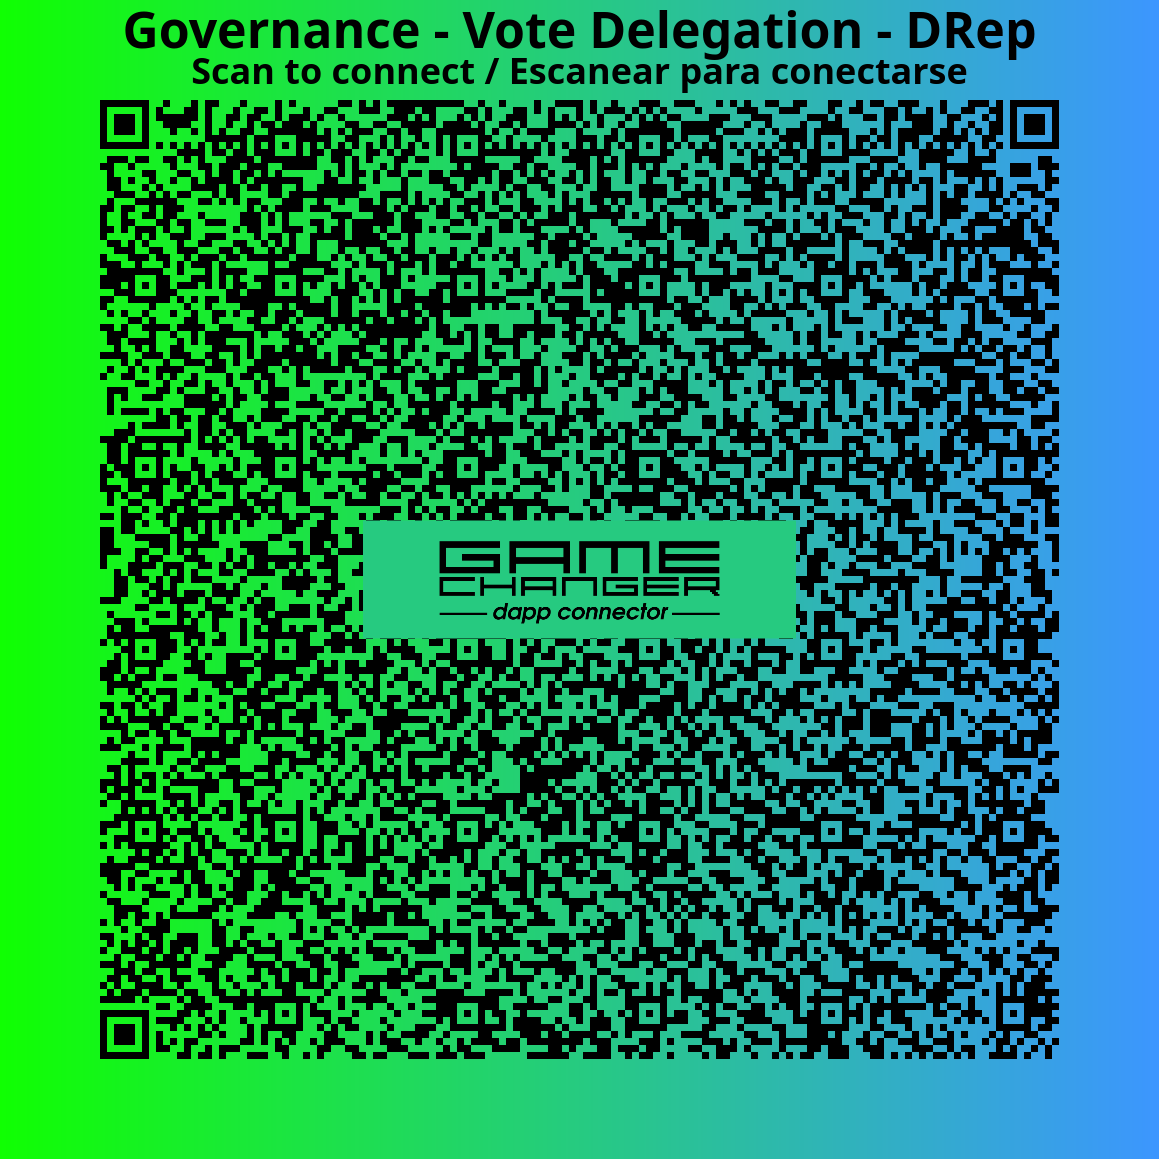 Governance - Vote Delegation - DRep
Scan to connect / Escanear para conectarse
GAME
CHANGER
dapp connector